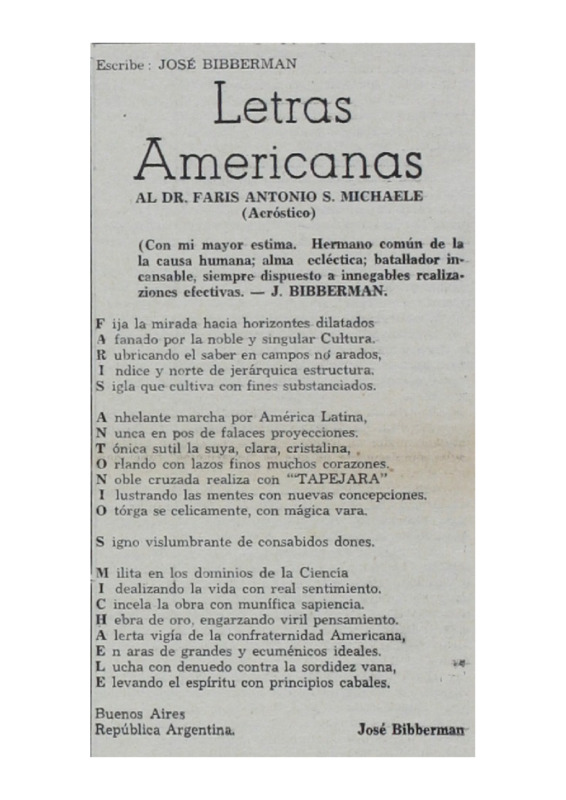 Escribe: JOSÉ BIBBERMAN
Letras
Americanas
AL DR. FARIS ANTONIO S. MICHAELE
(Acróstico)
(Con mi mayor estima. Hermano común de la
la causa humana; alma ecléctica; batallador in-
cansable, siempre dispuesto a innegables realiza-
ziones efectivas. — J. BIBBERMAN.
F ija la mirada hacia horizontes dilatados
A fanado por la noble y singular Cultura.
R ubricando el saber en campos no arados,
I ndice y norte de jerárquica estructura.
S igla que cultiva con fines substanciados.
A nhelante marcha por América Latina,
N unca en pos de falaces proyecciones.
T ónica sutil la suya, clara, cristalina,
O rlando con lazos finos muchos corazones.
N oble cruzada realiza con "“TAPEJARA”
I lustrando las mentes con nuevas concepciones.
O tórga se celicamente, con mágica vara.
S igno vislumbrante de consabidos dones.
M ilita en los dominios de la Ciencia
I dealizando la vida con real sentimiento.
C incela la obra con munífica sapiencia.
H ebra de oro, engarzando viril pensamiento.
A lerta vigía de la confraternidad Americana,
E n aras de grandes y ecuménicos ideales.
L ucha con denuedo contra la sordidez vana,
E levando el espíritu con principios cabales.
Buenos Aires
República Argentina.
José Bibberman